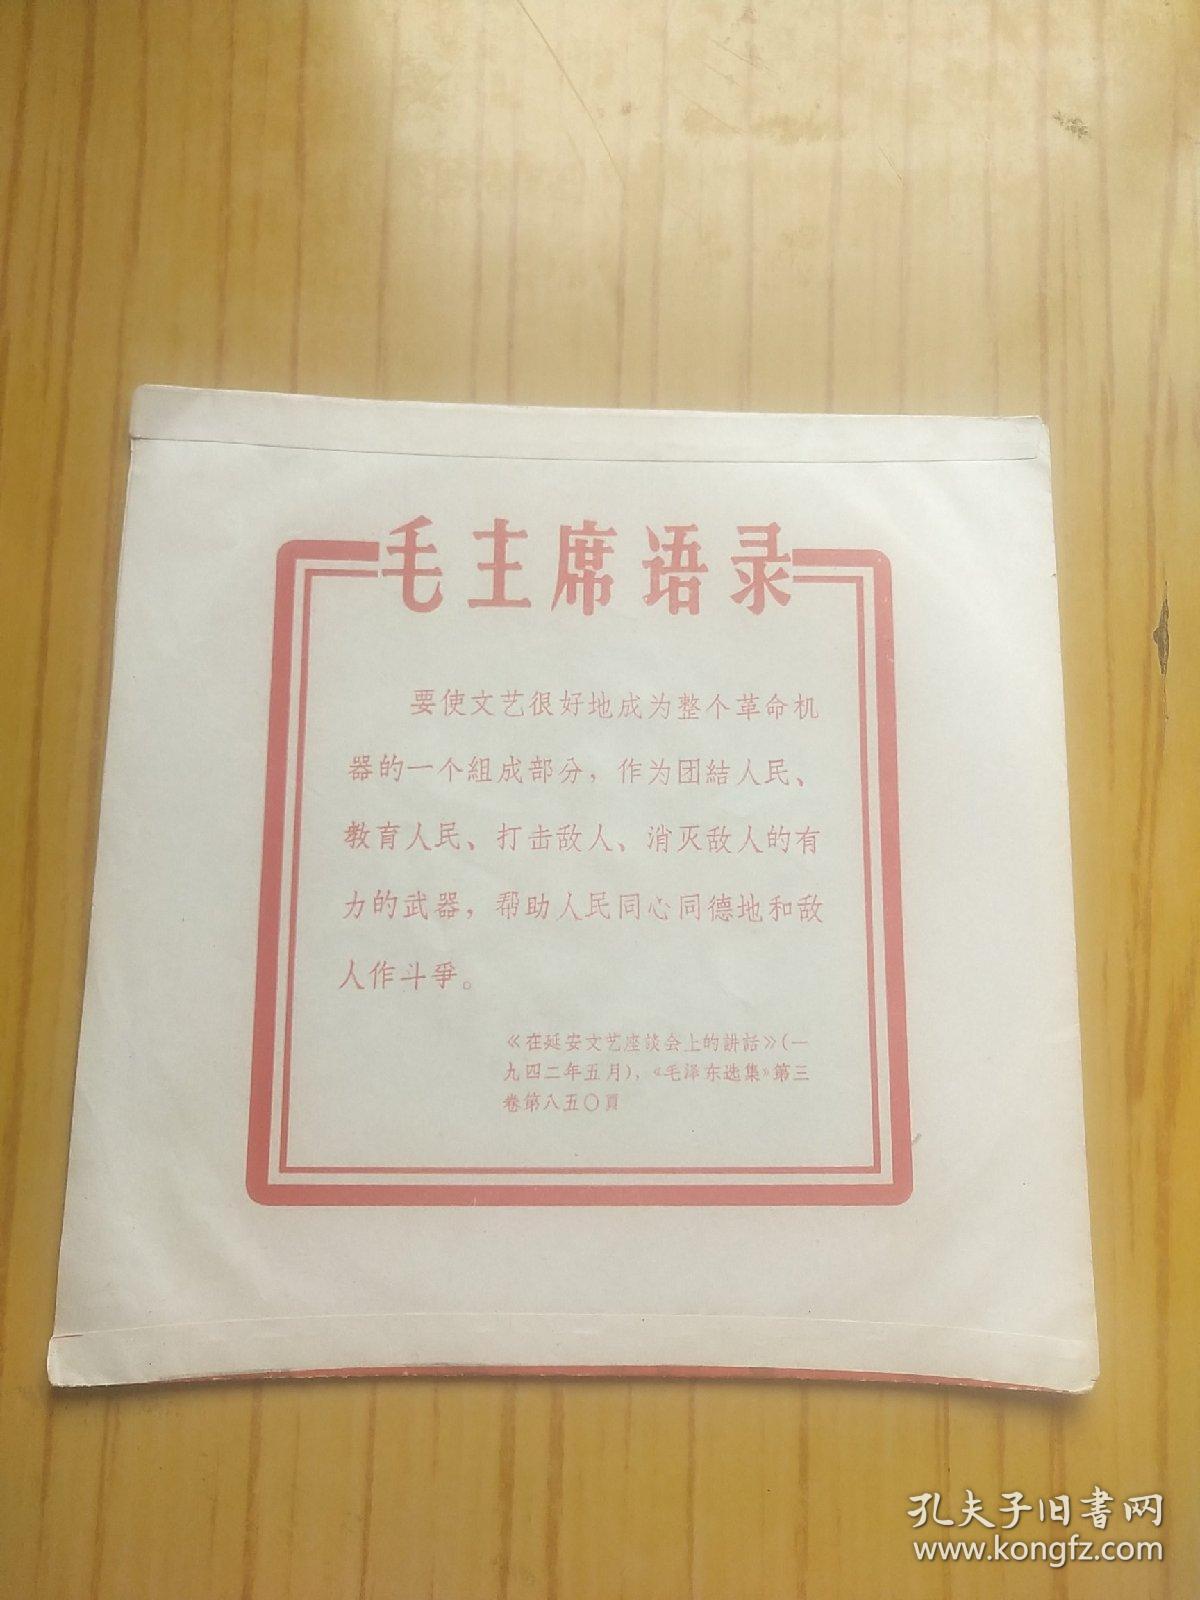 毛主席语录
要使文艺很好地成为整个革命机
器的一个組成部分，作为团結人民、
教育人民、打击敌人、消灭敌人的有
力的武器，帮助人民同心同德地和敌
人作斗爭。
《在延安文艺座談会上的講話》（一
九四二年五月），《毛泽东选集》第三
卷第八五〇頁
孔夫子旧書网
www.kongfz.com